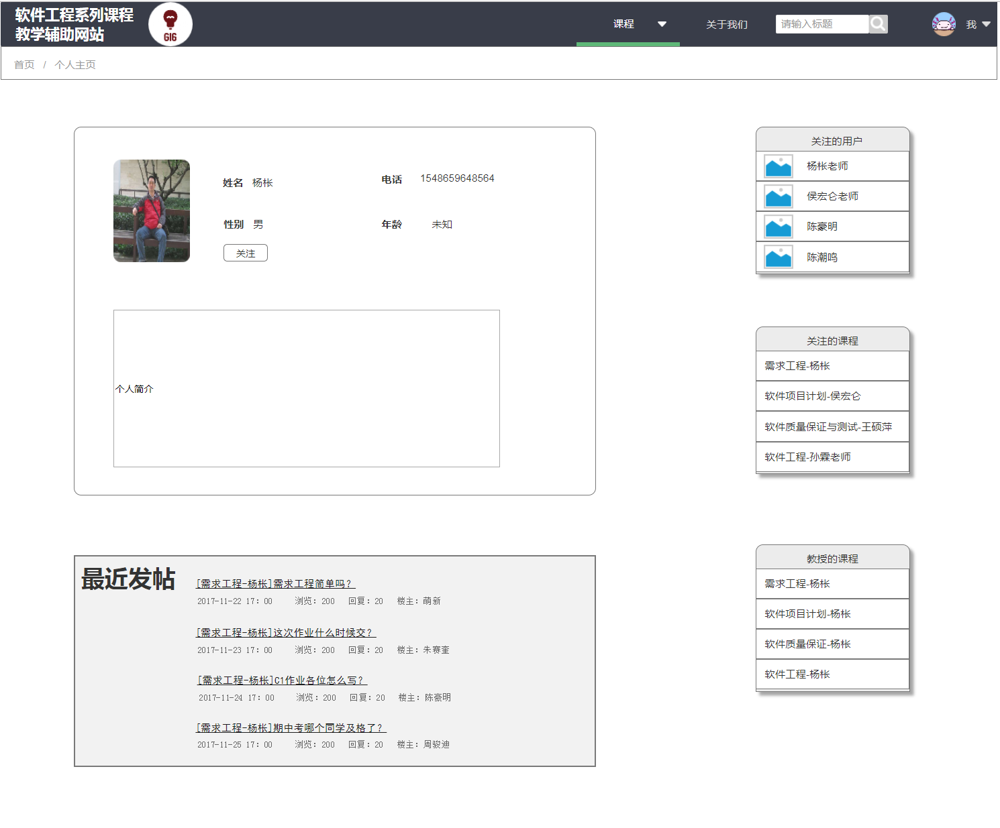 软件工程系列课程
教学辅助网站
G16
课程
关于我们
请输入标题
我
首页 / 个人主页
姓名 杨枨
电话 1548659648564
性别 男
年龄 未知
关注
个人简介
关注的用户
杨枨老师
侯宏仑老师
陈豪明
陈潮鸣
关注的课程
需求工程-杨枨
软件项目计划-侯宏仑
软件质量保证与测试-王硕萍
软件工程-孙霖老师
最近发帖
[需求工程-杨枨]需求工程简单吗？
2017-11-22 17：00 浏览：200 回复：20 楼主：萌新
[需求工程-杨枨]这次作业什么时候交？
2017-11-23 17：00 浏览：200 回复：20 楼主：朱赛奎
[需求工程-杨枨]C1作业各位怎么写？
2017-11-24 17：00 浏览：200 回复：20 楼主：陈豪明
[需求工程-杨枨]期中考哪个同学及格了？
2017-11-25 17：00 浏览：200 回复：20 楼主：周骏迪
教授的课程
需求工程-杨枨
软件项目计划-杨枨
软件质量保证-杨枨
软件工程-杨枨